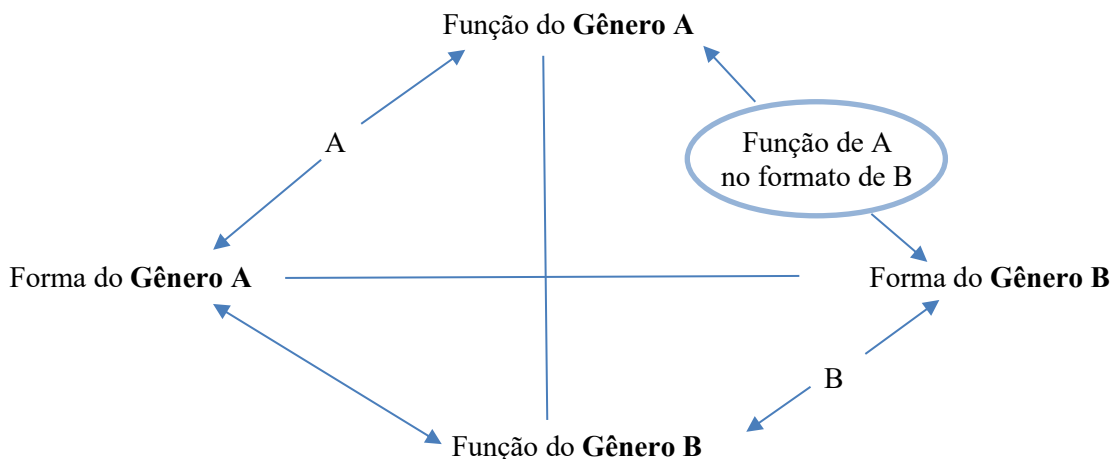 Função do Gênero A
A
Função de A
no formato de B
Forma do Gênero A
Forma do Gênero B
B
Função do Gênero B